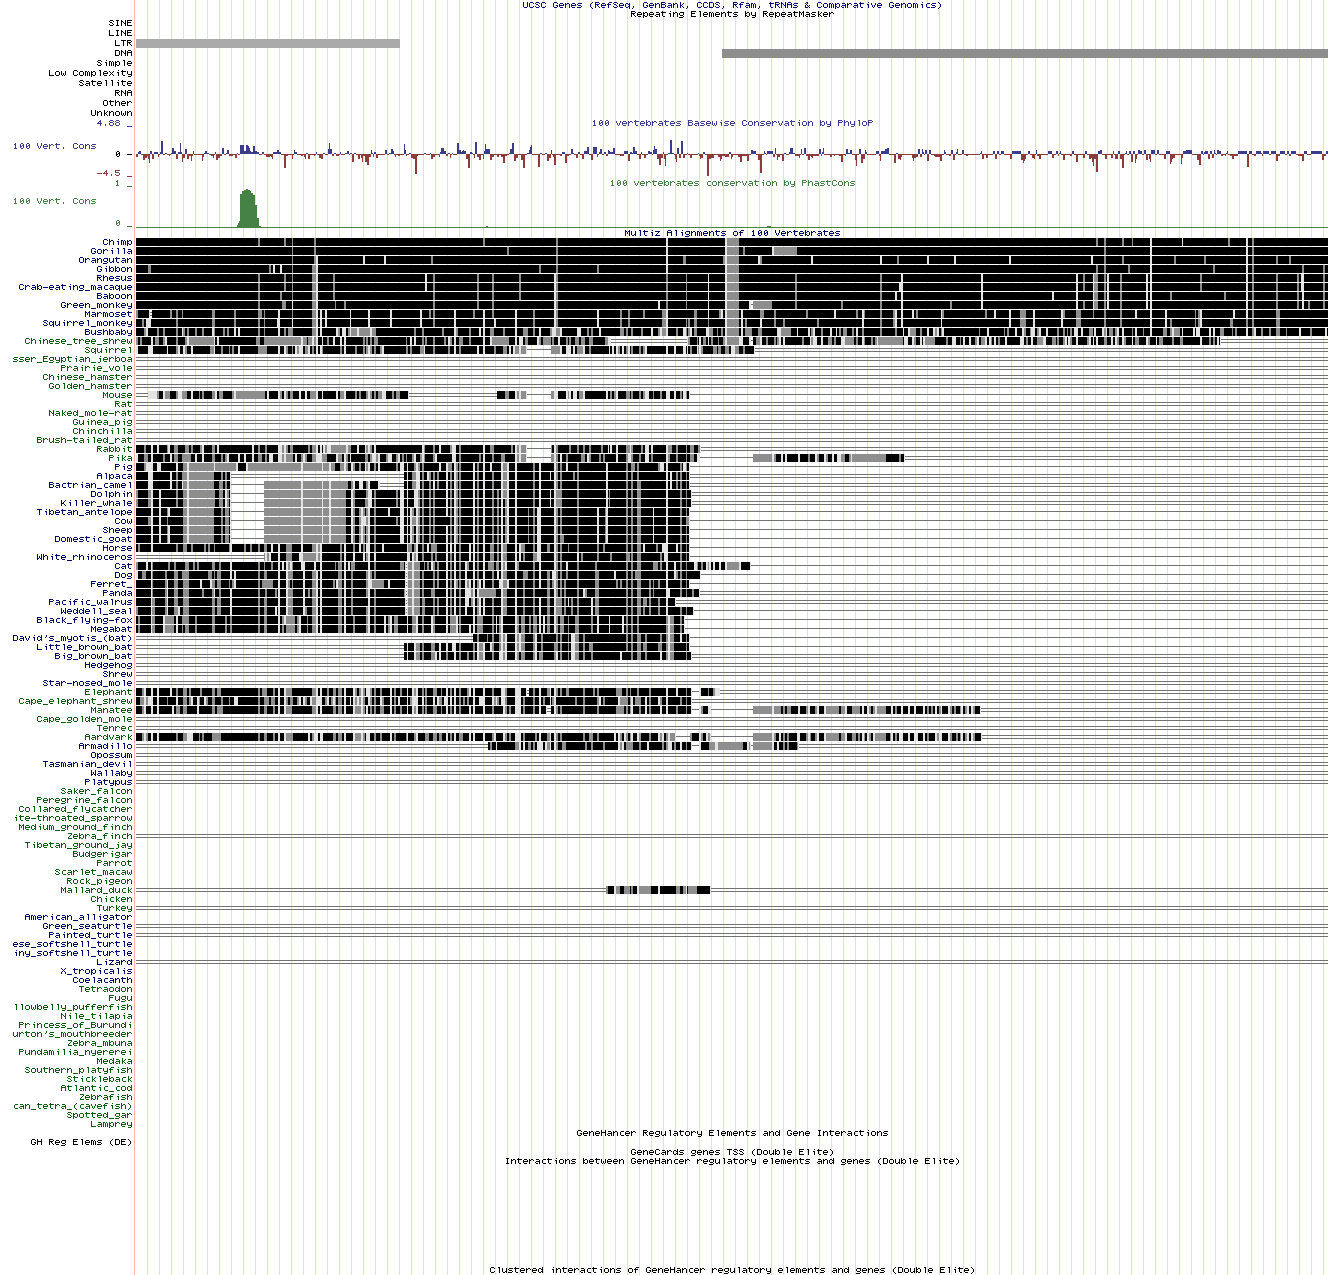 UCSC Genes (RefSeq, GenBank, CCDS, Rfam, tRNAs & Comparative Genomics)
Repeating Elements by RepeatMasker
SINE
LINE
LTR
DNA
Simple
Low Complexity
Satellite
RNA
Other
Unknown
4.88 _
100 vertebrates Basewise Conservation by PhyloP
100 Vert. Cons
0 _
-4.5 _
1 _
100 vertebrates conservation by PhastCons
100 Vert. Cons
0 _
Multiz Alignments of 100 Vertebrates
Chimp
Gorilla
Orangutan
Gibbon
Rhesus
Crab-eating_macaque
Baboon
Green_monkey
Marmoset
Squirrel_monkey
Bushbaby
Chinese_tree_shrew
Squirrel
sser_Egyptian_jerboa
Prairie_vole
Chinese_hamster
Golden_hamster
Mouse
Rat
Naked_mole-rat
Guinea_pig
Chinchilla
Brush-tailed_rat
Rabbit
Pika
Pig
Alpaca
Bactrian_camel
Dolphin
Killer_whale
Tibetan_antelope
Cow
Sheep
Domestic_goat
Horse
White_rhinoceros
Cat
Dog
Ferret_
Panda
Pacific_walrus
Weddell_seal
Black_flying-fox
Megabat
David's_myotis_(bat)
Little_brown_bat
Big_brown_bat
Hedgehog
Shrew
Star-nosed_mole
Elephant
Cape_elephant_shrew
Manatee
Cape_golden_mole
Tenrec
Aardvark
Armadillo
Opossum
Tasmanian_devil
Wallaby
Platypus
Saker_falcon
Peregrine_falcon
Collared_flycatcher
ite-throated_sparrow
Medium_ground_finch
Zebra_finch
Tibetan_ground_jay
Budgerigar
Parrot
Scarlet_macaw
Rock_pigeon
Mallard_duck
Chicken
Turkey
American_alligator
Green_seaturtle
Painted_turtle
ese_softshell_turtle
iny_softshell_turtle
Lizard
X_tropicalis
Coelacanth
Tetraodon
Fugu
llowbelly_pufferfish
Nile_tilapia
Princess_of_Burundi
urton's_mouthbreeder
Zebra_mbuna
Pundamilia_nyererei
Medaka
Southern_platyfish
Stickleback
Atlantic_cod
Zebrafish
can_tetra_(cavefish)
Spotted_gar
Lamprey
GeneHancer Regulatory Elements and Gene Interactions
GH Reg Elems (DE)
GeneCards genes TSS (Double Elite)
Interactions between GeneHancer regulatory elements and genes (Double Elite)
Clustered interactions of GeneHancer regulatory elements and genes (Double Elite)